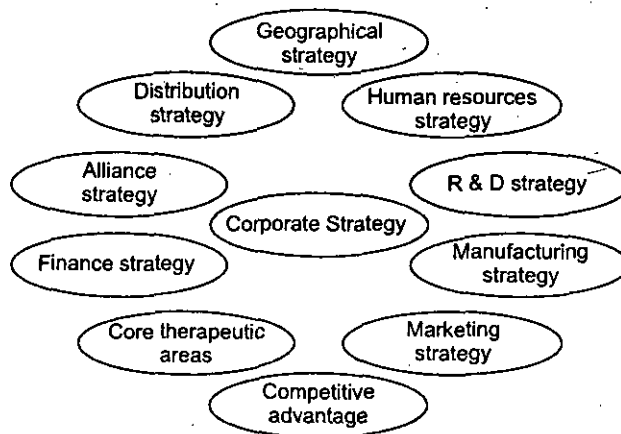 Geographical
strategy
Distribution
strategy
Human resources
strategy
Alliance
strategy
R & D strategy
Corporate Strategy
Finance strategy
Manufacturing
strategy
Core therapeutic
areas
Marketing
strategy
Competitive
advantage